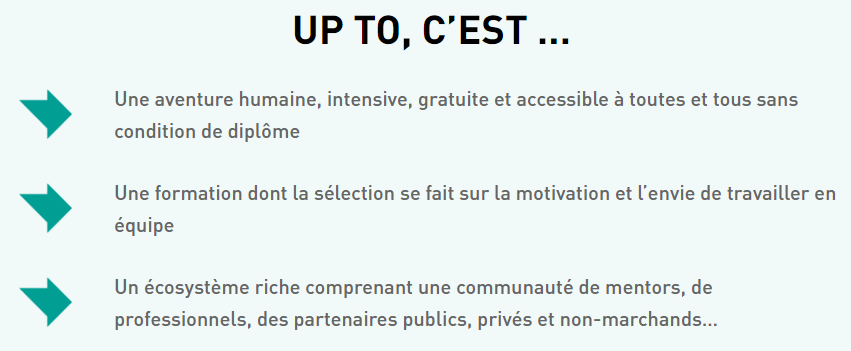 UP TO, C’EST ...
Une aventure humaine, intensive, gratuite et accessible à toutes et tous sans
condition de diplôme
Une formation dont la sélection se fait sur la motivation et l’envie de travailler en
équipe
Un écosystème riche comprenant une communauté de mentors, de
professionnels, des partenaires publics, privés et non-marchands...